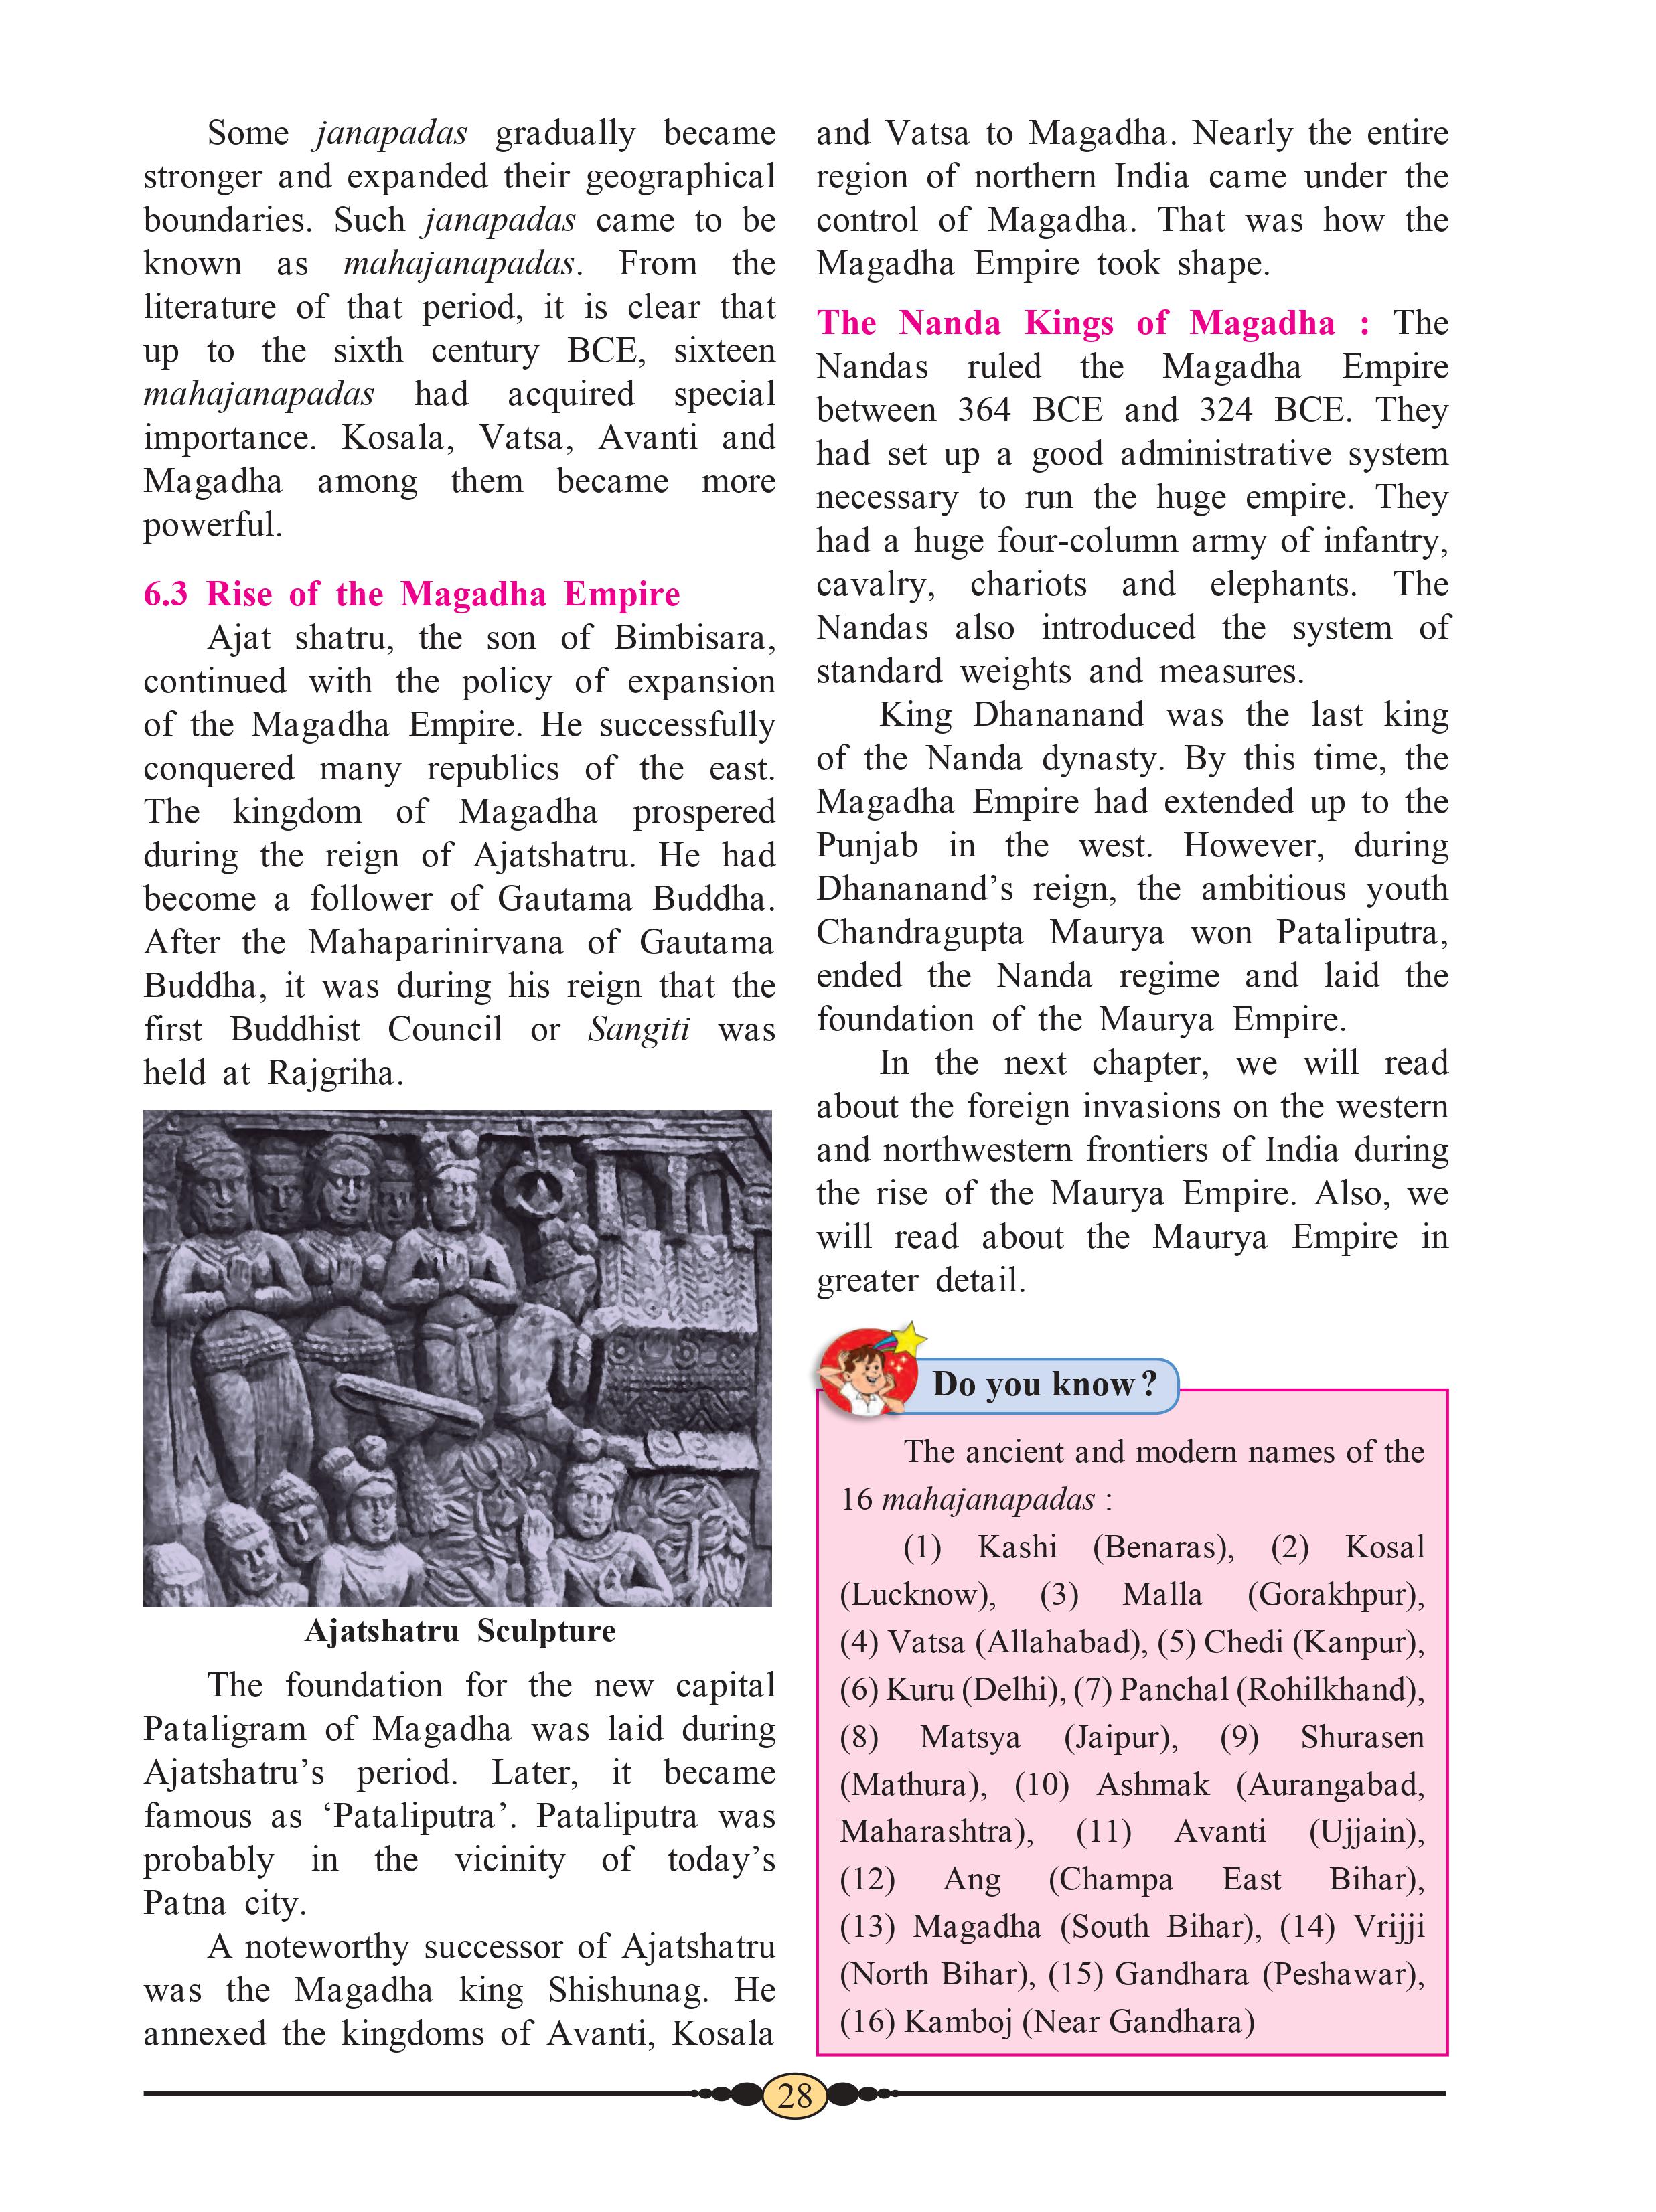 Some janapadas gradually became
stronger and expanded their geographical
boundaries. Such janapadas came to be
known as mahajanapadas. From the
literature of that period, it is clear that
up to the sixth century BCE, sixteen
mahajanapadas had acquired special
importance. Kosala, Vatsa, Avanti and
Magadha among them became more
powerful.
6.3 Rise of the Magadha Empire
Ajat shatru, the son of Bimbisara,
continued with the policy of expansion
of the Magadha Empire. He successfully
conquered many republics of the east.
The kingdom of Magadha prospered
during the reign of Ajatshatru. He had
become a follower of Gautama Buddha.
After the Mahaparinirvana of Gautama
Buddha, it was during his reign that the
first Buddhist Council or Sangiti was
held at Rajgriha.
Ajatshatru Sculpture
The foundation for the new capital
Pataligram of Magadha was laid during
Ajatshatru’s period. Later, it became
famous as ‘Pataliputra’. Pataliputra was
probably in the vicinity of today’s
Patna city.
A noteworthy successor of Ajatshatru
was the Magadha king Shishunag. He
annexed the kingdoms of Avanti, Kosala
and Vatsa to Magadha. Nearly the entire
region of northern India came under the
control of Magadha. That was how the
Magadha Empire took shape.
The Nanda Kings of Magadha : The
Nandas ruled the Magadha Empire
between 364 BCE and 324 BCE. They
had set up a good administrative system
necessary to run the huge empire. They
had a huge four-column army of infantry,
cavalry, chariots and elephants. The
Nandas also introduced the system of
standard weights and measures.
King Dhananand was the last king
of the Nanda dynasty. By this time, the
Magadha Empire had extended up to the
Punjab in the west. However, during
Dhananand’s reign, the ambitious youth
Chandragupta Maurya won Pataliputra,
ended the Nanda regime and laid the
foundation of the Maurya Empire.
In the next chapter, we will read
about the foreign invasions on the western
and northwestern frontiers of India during
the rise of the Maurya Empire. Also, we
will read about the Maurya Empire in
greater detail.
Do you know ?
The ancient and modern names of the
16 mahajanapadas :
(1) Kashi (Benaras), (2) Kosal
(Lucknow), (3) Malla (Gorakhpur),
(4) Vatsa (Allahabad), (5) Chedi (Kanpur),
(6) Kuru (Delhi), (7) Panchal (Rohilkhand),
(8) Matsya (Jaipur), (9) Shurasen
(Mathura), (10) Ashmak (Aurangabad,
Maharashtra), (11) Avanti (Ujjain),
(12) Ang (Champa East Bihar),
(13) Magadha (South Bihar), (14) Vrijji
(North Bihar), (15) Gandhara (Peshawar),
(16) Kamboj (Near Gandhara)
28